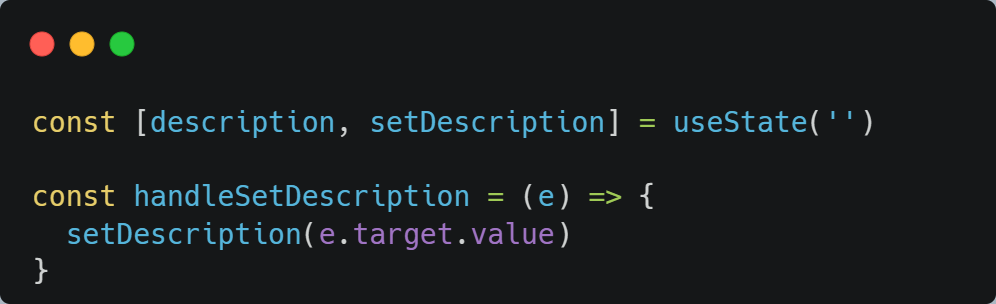 const [description, setDescription] = useState('')
const handleSetDescription = (e) => {
  setDescription(e.target.value)
}